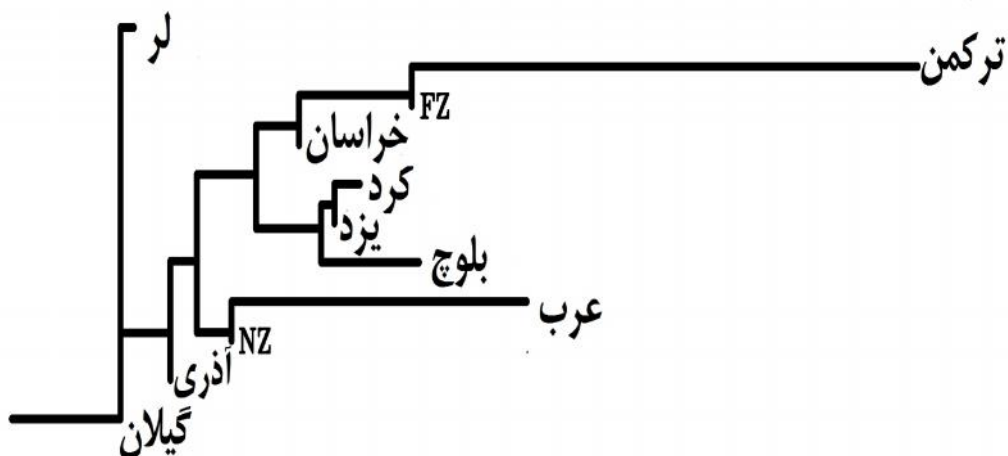 لر
ترکمن
FZ
خراسان
کرد
یزد
بلوچ
عرب
NZ
آذری
گیلان